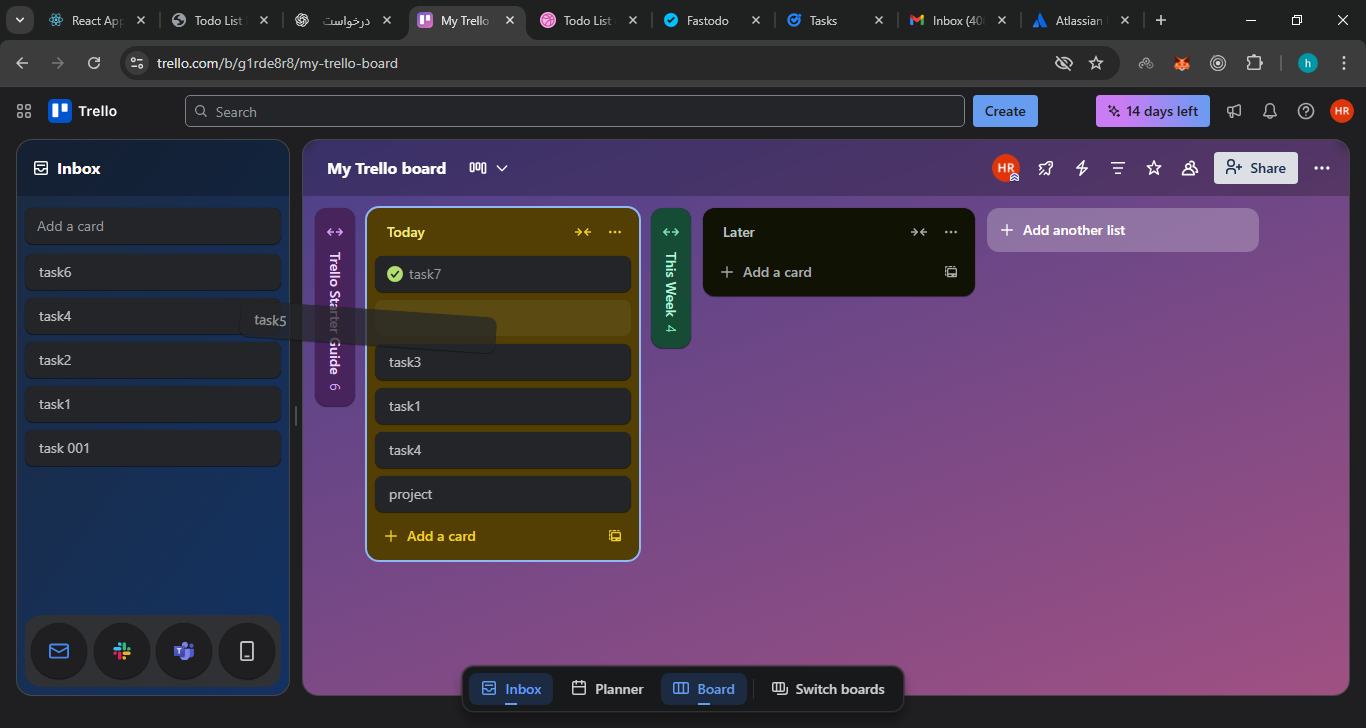 React Ap
Todo List
درخواست
My Trello
Todo List
Fastodo
Tasks
Inbox (40
Atlassian
trello.com/b/g1rde8r8/my-trello-board
h
Trello
Search
Create
14 days left
HR
Inbox
Add a card
task6
task4
task2
task1
task 001
task5
My Trello board
HR
Share
Trello Starter Guide 6
Today
task7
task3
task1
task4
project
Add a card
This Week 4
Later
Add a card
Add another list
Inbox
Planner
Board
Switch boards